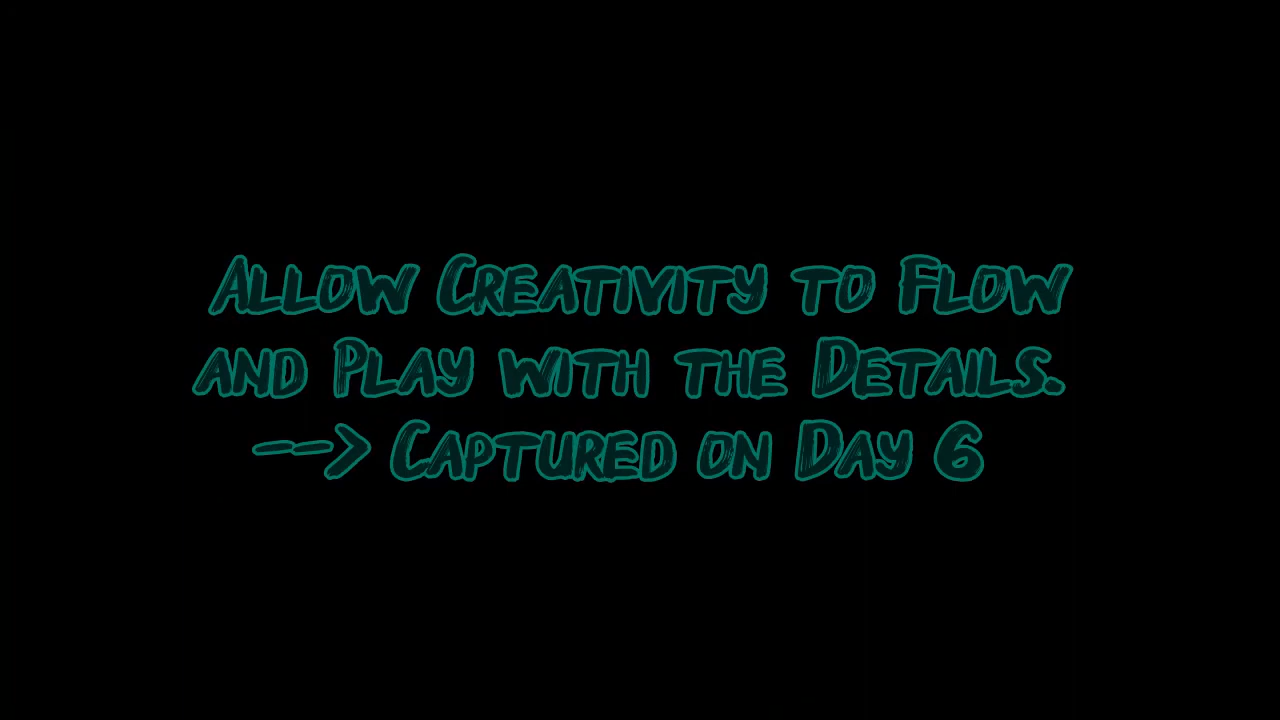 Allow Creativity to Flow
and Play with the Details.
--> Captured on Day 6